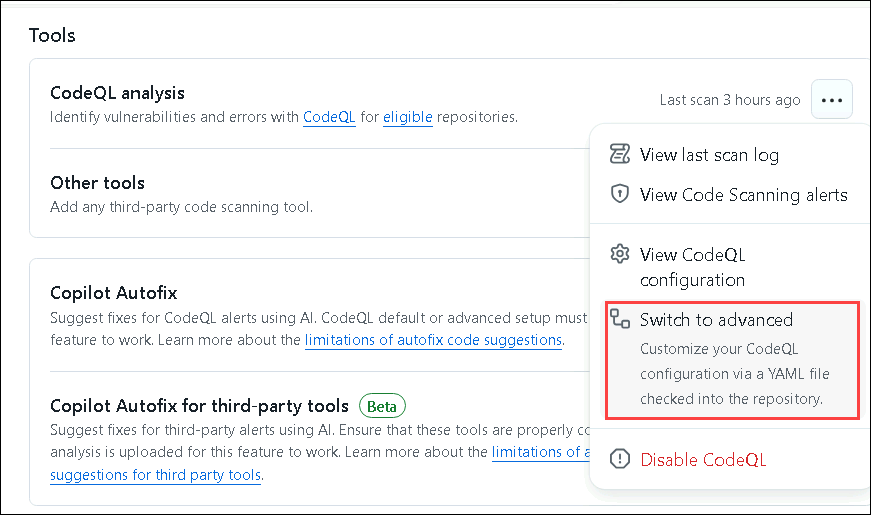 Tools
CodeQL analysis
Identify vulnerabilities and errors with CodeQL for eligible repositories.
Last scan 3 hours ago
Other tools
Add any third-party code scanning tool.
Copilot Autofix
Suggest fixes for CodeQL alerts using AI. CodeQL default or advanced setup must
feature to work. Learn more about the limitations of autofix code suggestions.
Copilot Autofix for third-party tools Beta
Suggest fixes for third-party alerts using AI. Ensure that these tools are properly
analysis is uploaded for this feature to work. Learn more about the limitations of
suggestions for third party tools.
View last scan log
View Code Scanning alerts
View CodeQL
configuration
Switch to advanced
Customize your CodeQL
configuration via a YAML file
checked into the repository.
Disable CodeQL